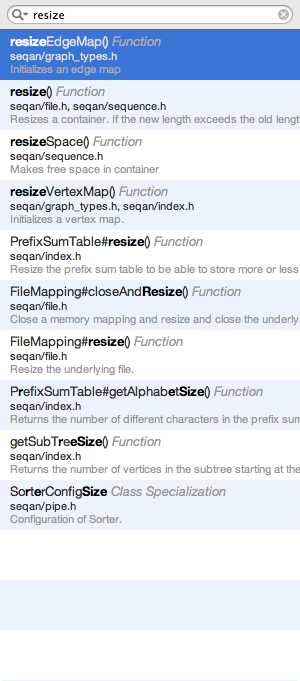 resize
resizeEdgeMap() Function
seqan/graph_types.h
Initializes an edge map
resize() Function
seqan/file.h, seqan/sequence.h
Resizes a container. If the new length exceeds the old lengt
resizeSpace() Function
seqan/sequence.h
Makes free space in container
resizeVertexMap() Function
seqan/graph_types.h, seqan/index.h
Initializes a vertex map.
PrefixSumTable#resize() Function
seqan/index.h
Resize the prefix sum table to be able to store more or less
FileMapping#closeAndResize() Function
seqan/file.h
Close a memory mapping and resize and close the underlyi
FileMapping#resize() Function
seqan/file.h
Resize the underlying file.
PrefixSumTable#getAlphabetSize() Function
seqan/index.h
Returns the number of different characters in the prefix sum
getSubTreeSize() Function
seqan/index.h
Returns the number of vertices in the subtree starting at the
SorterConfigSize Class Specialization
seqan/pipe.h
Configuration of Sorter.